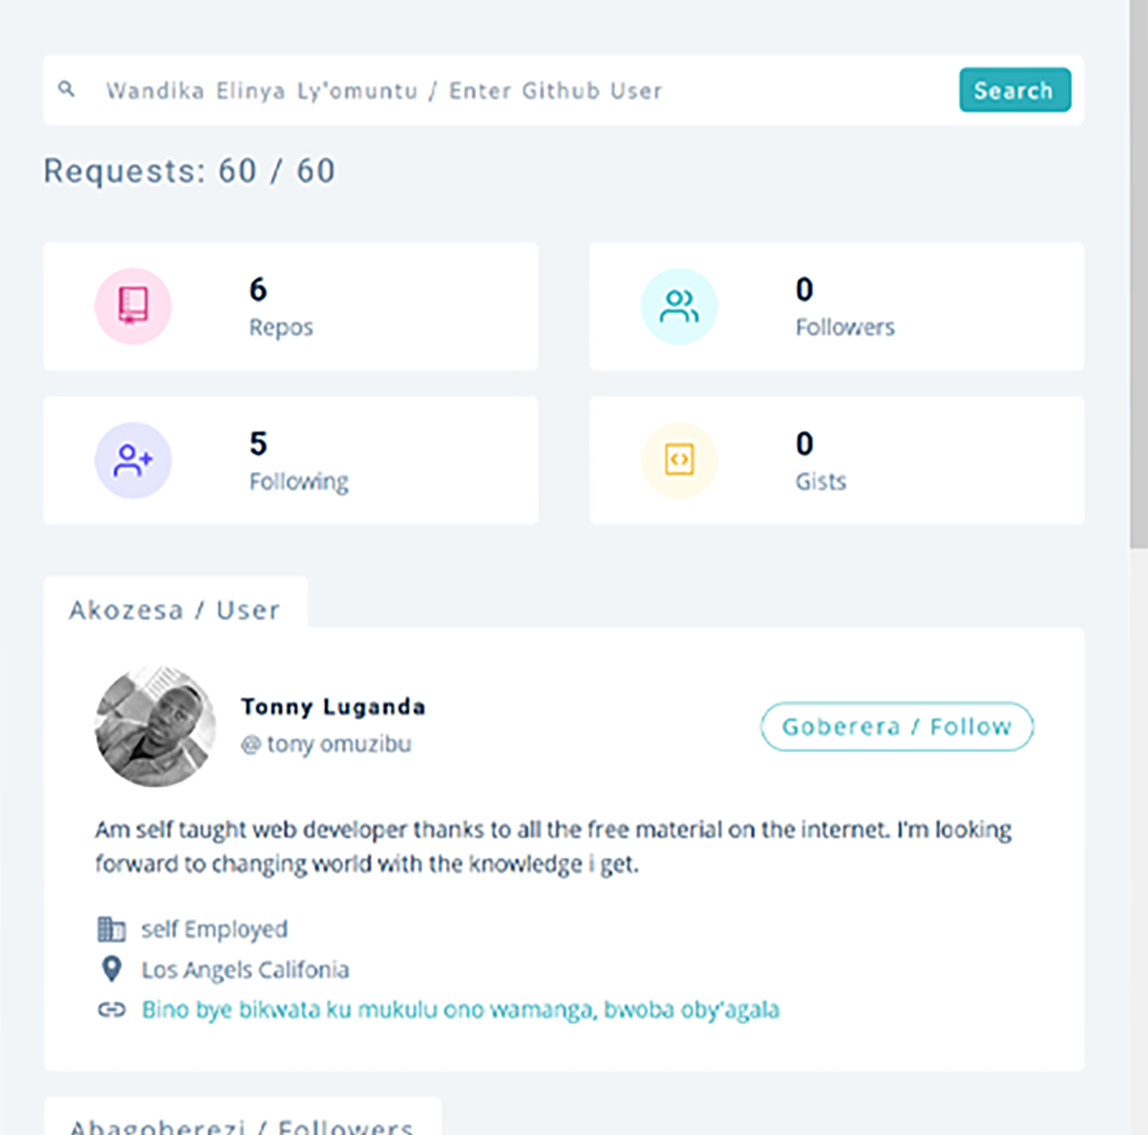 Wandika Elinya Ly'omuntu / Enter Github User
Search
Requests: 60 / 60
6
Repos
0
Followers
5
Following
0
Gists
Akozesa / User
Tonny Luganda
@ tony omuzibu
Goberera / Follow
Am self taught web developer thanks to all the free material on the internet. I'm looking
forward to changing world with the knowledge i get.
self Employed
Los Angels Califonia
Bino bye bikwata ku mukulu ono wamanga, bwoba oby'agala
Abagoberezi / Followers